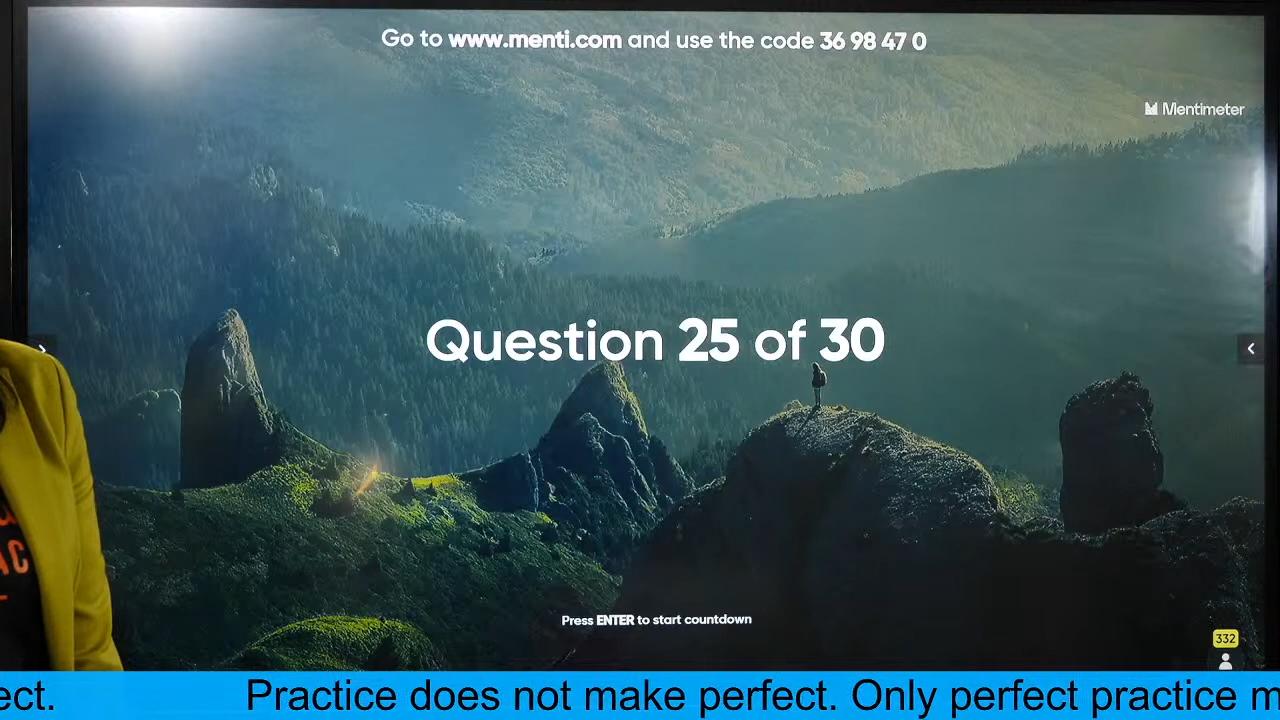 Go to www.menti.com and use the code 36 98 47 0
Mentimeter
Question 25 of 30
Press ENTER to start countdown
332
ect. Practice does not make perfect. Only perfect practice m